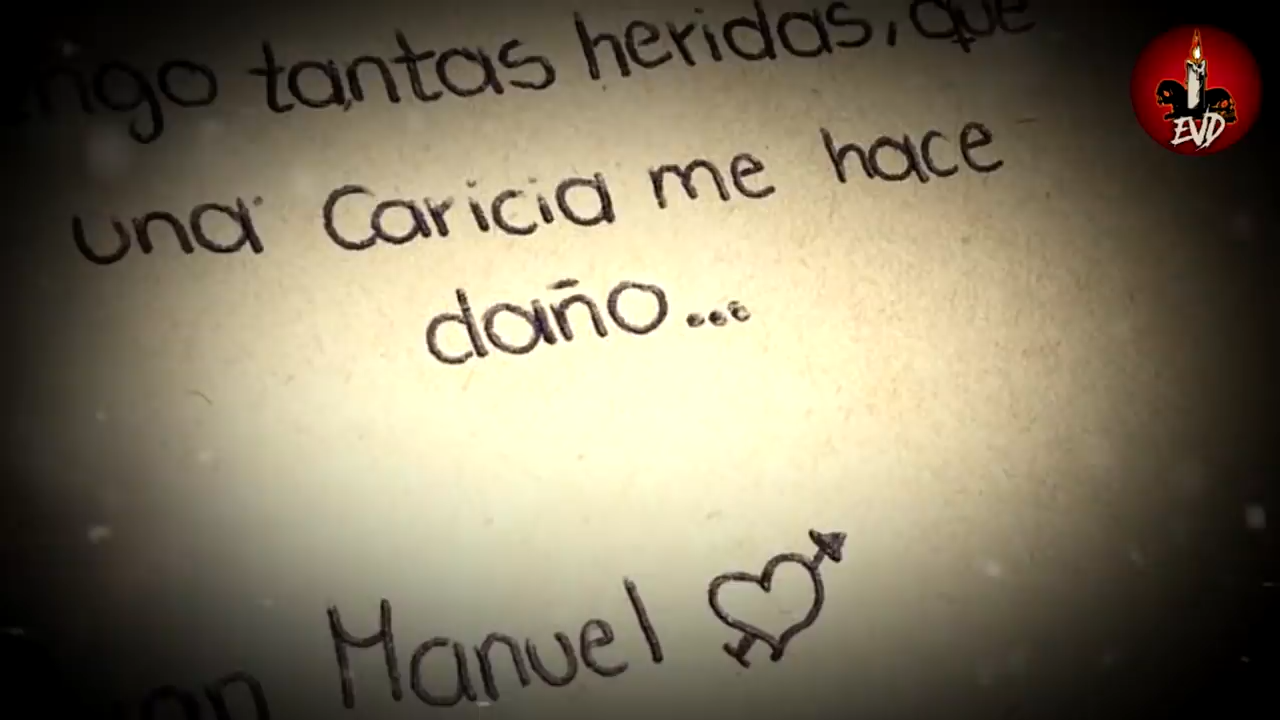 tantas heridas, que
una Caricia me hace
daño...
Manuel
EVD